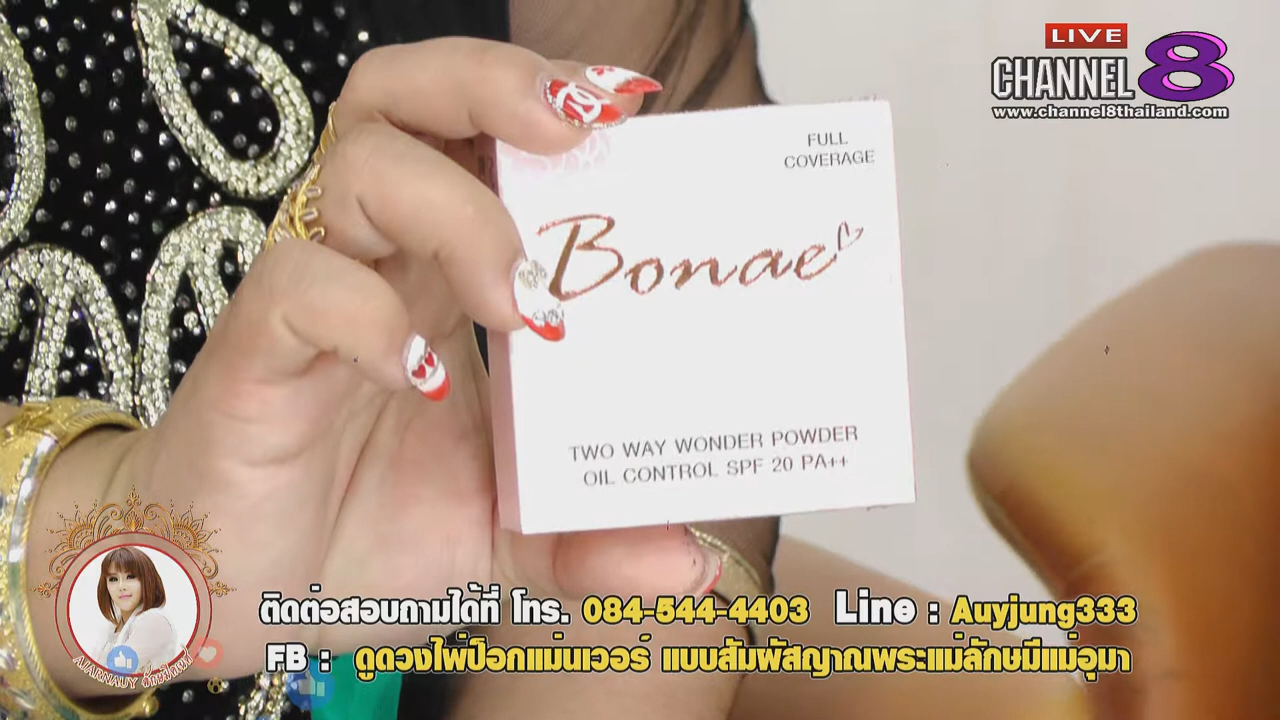 LIVE
CHANNEL 8
www.channel8thailand.com
FULL
COVERAGE
Bonae
TWO WAY WONDER POWDER
OIL CONTROL SPF 20 PA++
ติดต่อสอบถามได้ที่ โทร. 084-544-4403 Line : Auyjung333
FB : ดูดวงไพ่ป็อกแม่นเวอร์ แบบสัมพัสญาณพระแม่ลักษมีแม่อุมา